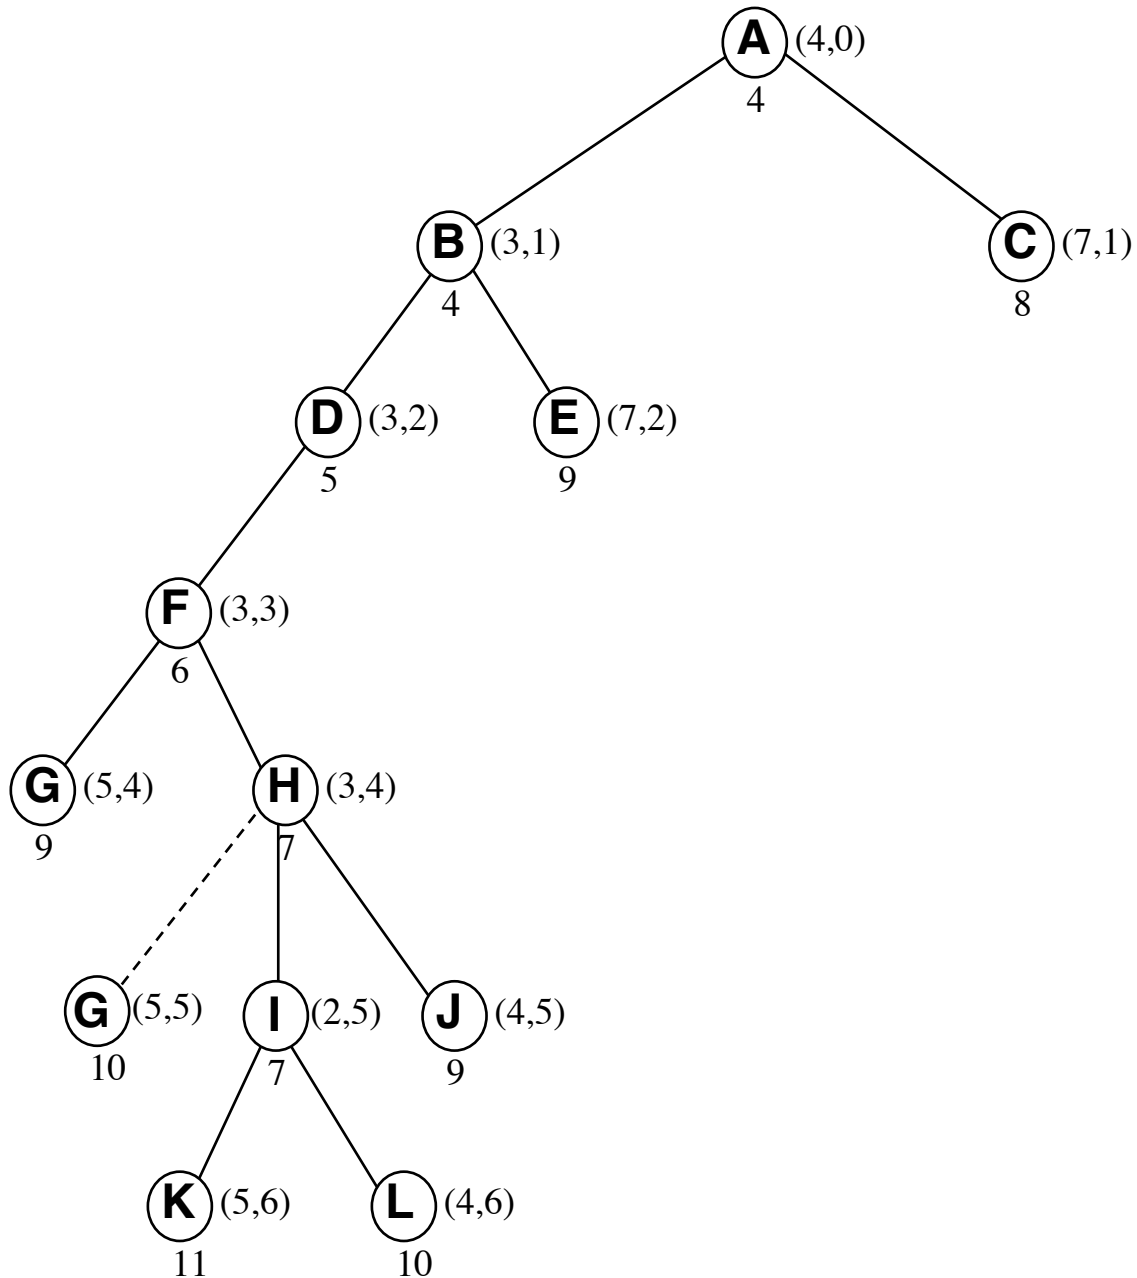 A (4,0)
4
B (3,1)
C (7,1)
4
8
D (3,2)
E (7,2)
5
9
F (3,3)
6
G (5,4)
H (3,4)
9
7
G (5,5)
I (2,5)
J (4,5)
10
7
9
K (5,6)
L (4,6)
11
10